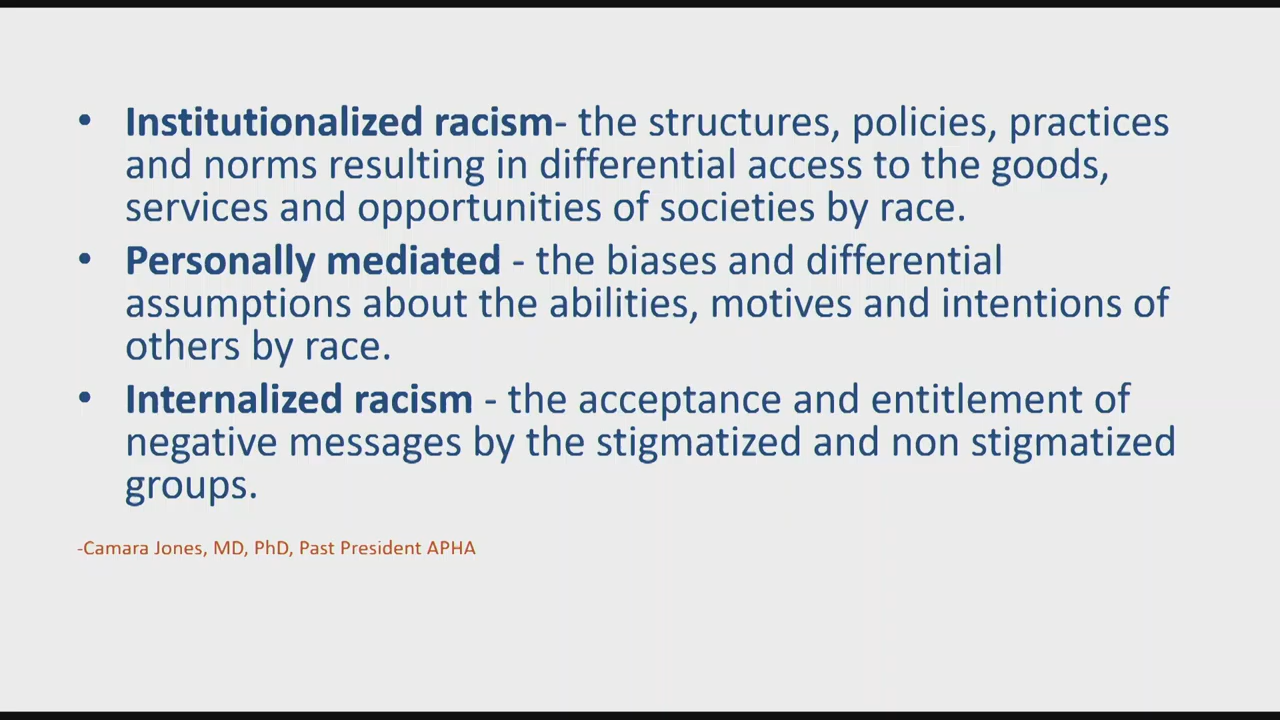 • Institutionalized racism- the structures, policies, practices
and norms resulting in differential access to the goods,
services and opportunities of societies by race.
• Personally mediated - the biases and differential
assumptions about the abilities, motives and intentions of
others by race.
• Internalized racism - the acceptance and entitlement of
negative messages by the stigmatized and non stigmatized
groups.
-Camara Jones, MD, PhD, Past President APHA